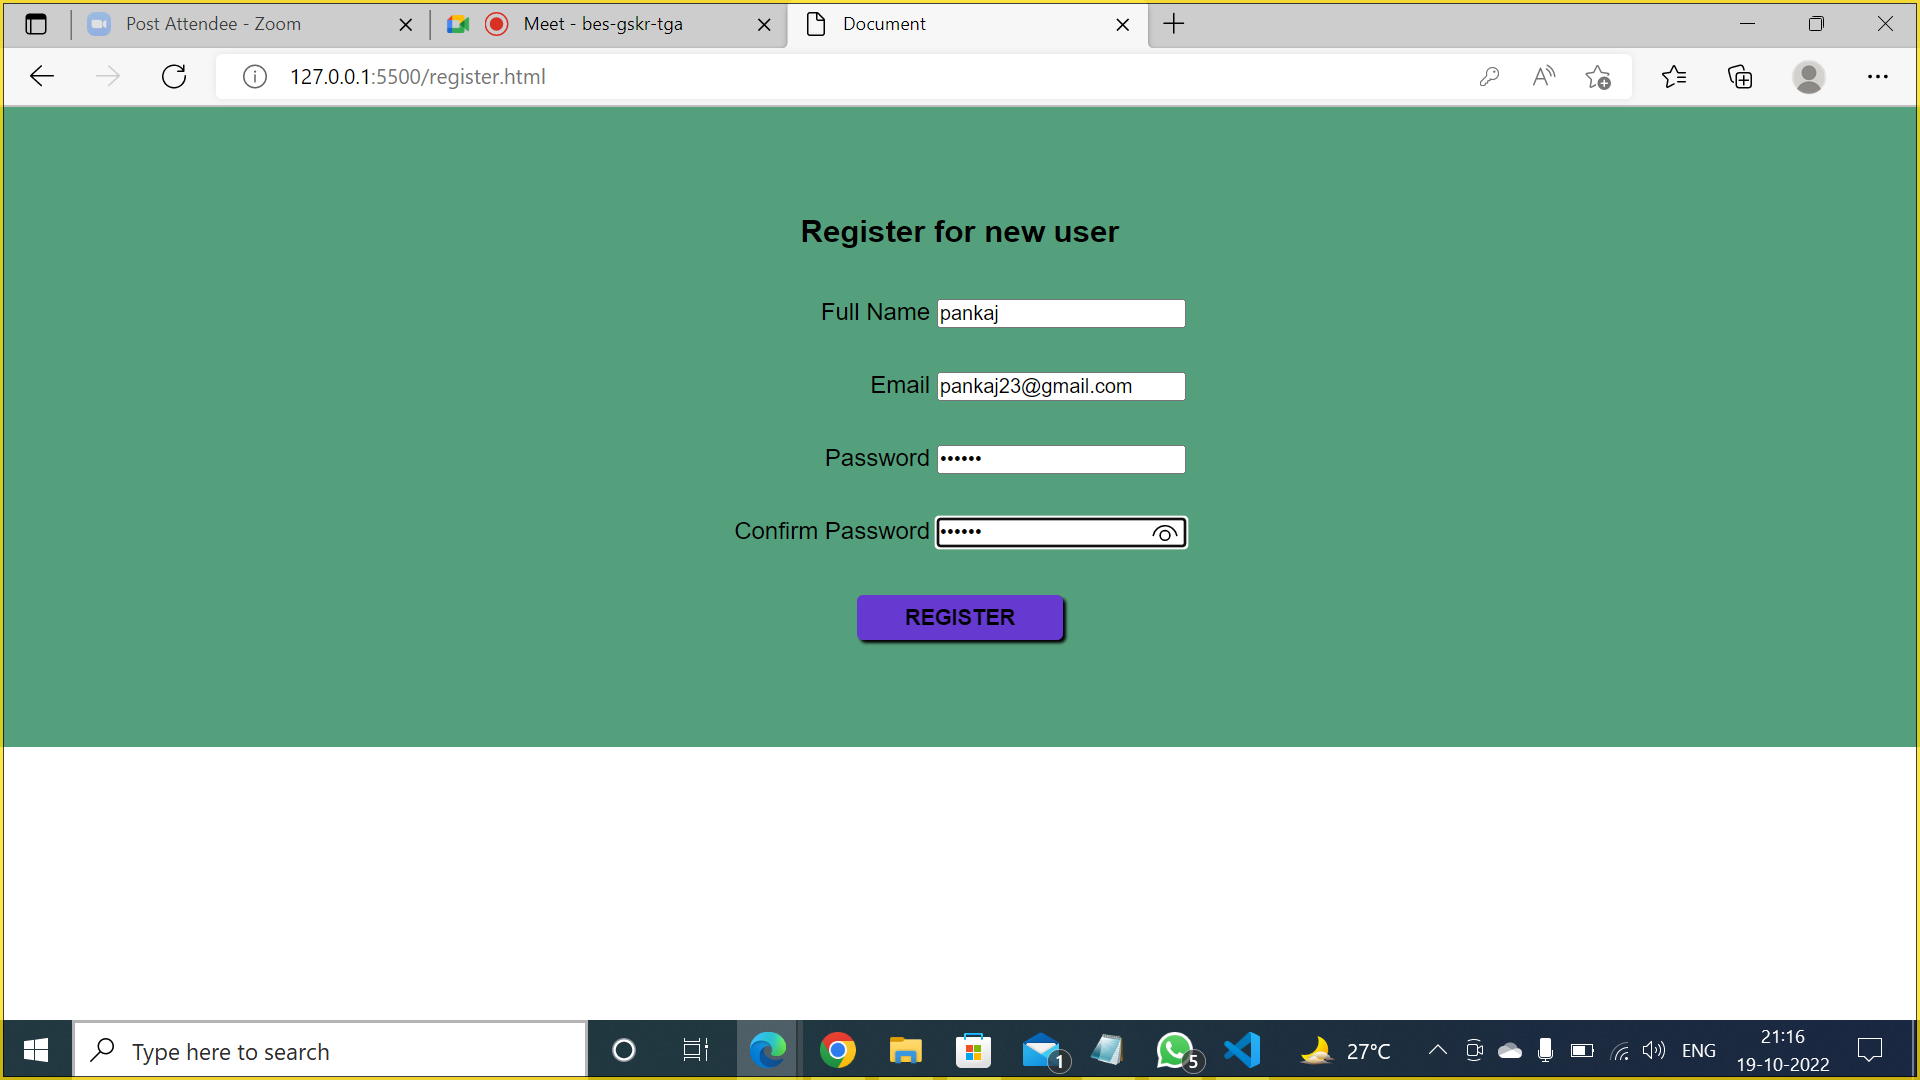 Post Attendee - Zoom
Meet - bes-gskr-tga
Document
127.0.0.1:5500/register.html
Register for new user
Full Name pankaj
Email pankaj23@gmail.com
Password ••••••
Confirm Password ••••••
REGISTER
Type here to search
1
5
27°C
ENG
21:16
19-10-2022